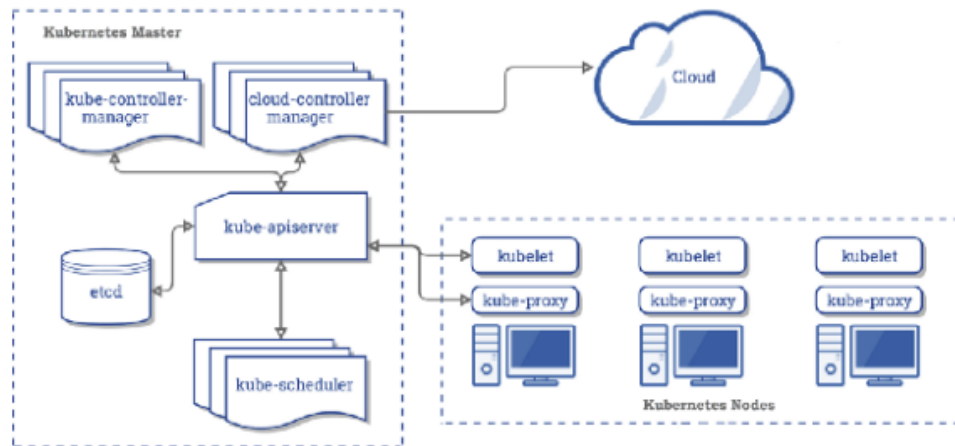 Kubernetes Master
kube-controller-
manager
cloud-controller
manager
Cloud
kube-apiserver
etcd
kube-scheduler
kubelet
kubelet
kubelet
kube-proxy
kube-proxy
kube-proxy
Kubernetes Nodes